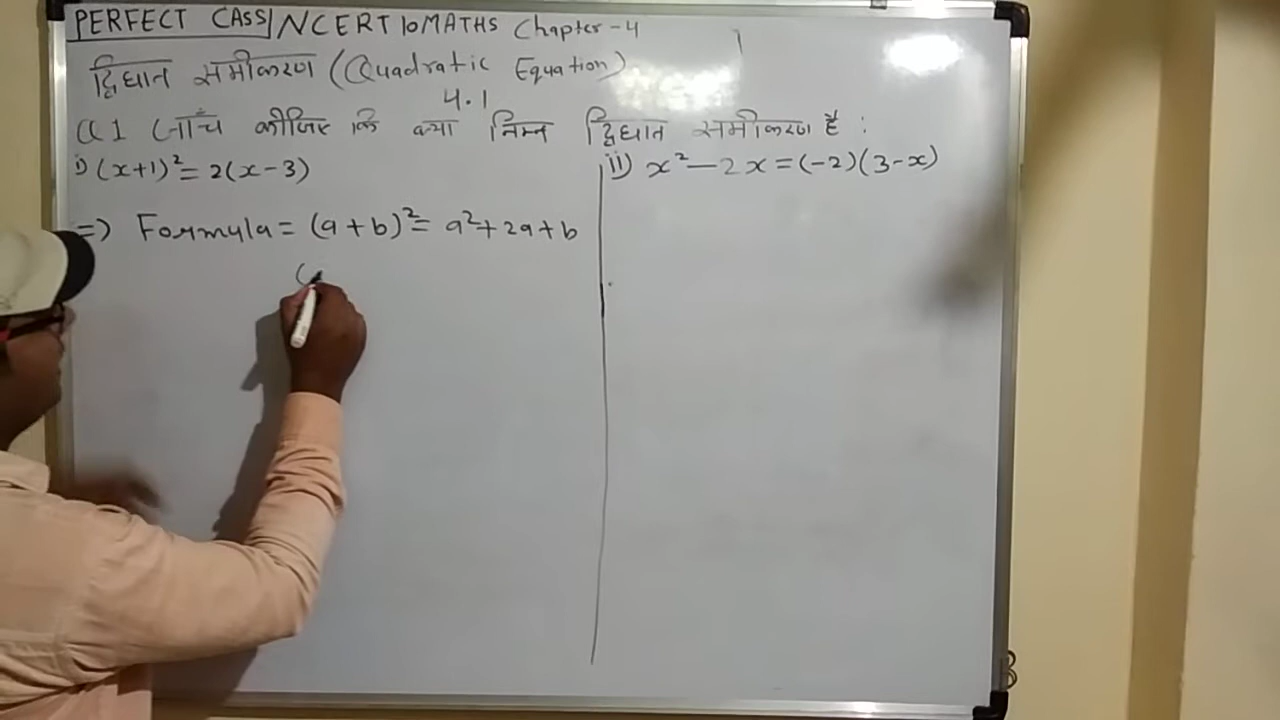 PERFECT CASS/NCERT 10 MATHS Chapter-4
द्विघात समीकरण (Quadratic Equation)
4.1
Q1 जाँच कीजिए कि क्या निम्न द्विघात समीकरण है :
i) (x+1)²= 2(x-3)
ii) x²-2x=(-2)(3-x)
=) Formula= (a+b)²= a²+2a+b
(